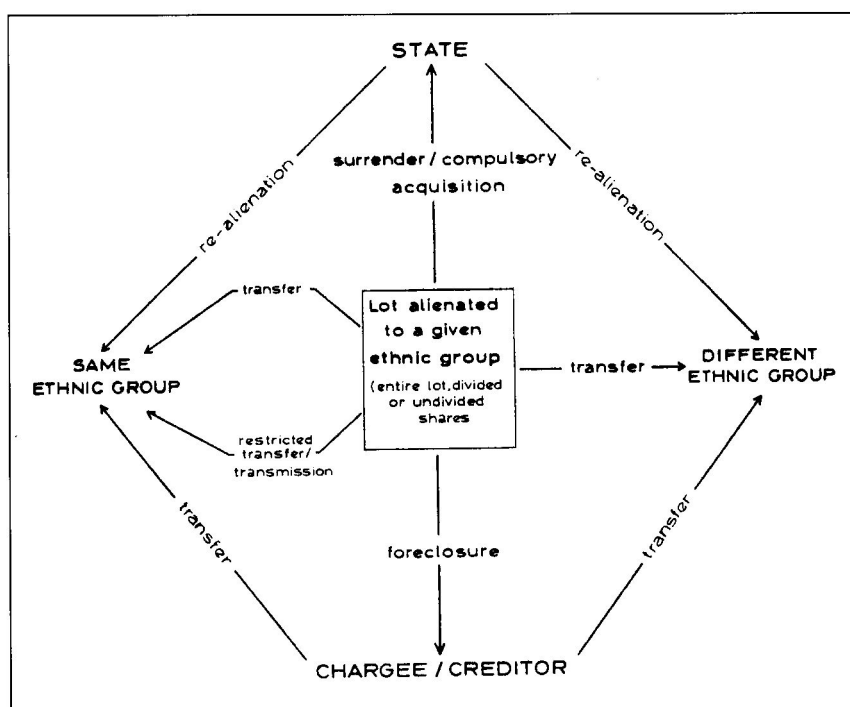 STATE
surrender/compulsory
acquisition
re-alienation
re-alienation
transfer
Lot alienated
to a given
ethnic group
(entire lot,divided
or undivided
shares
SAME
ETHNIC GROUP
transfer
DIFFERENT
ETHNIC GROUP
restricted
transfer/
transmission
transfer
foreclosure
transfer
CHARGEE / CREDITOR